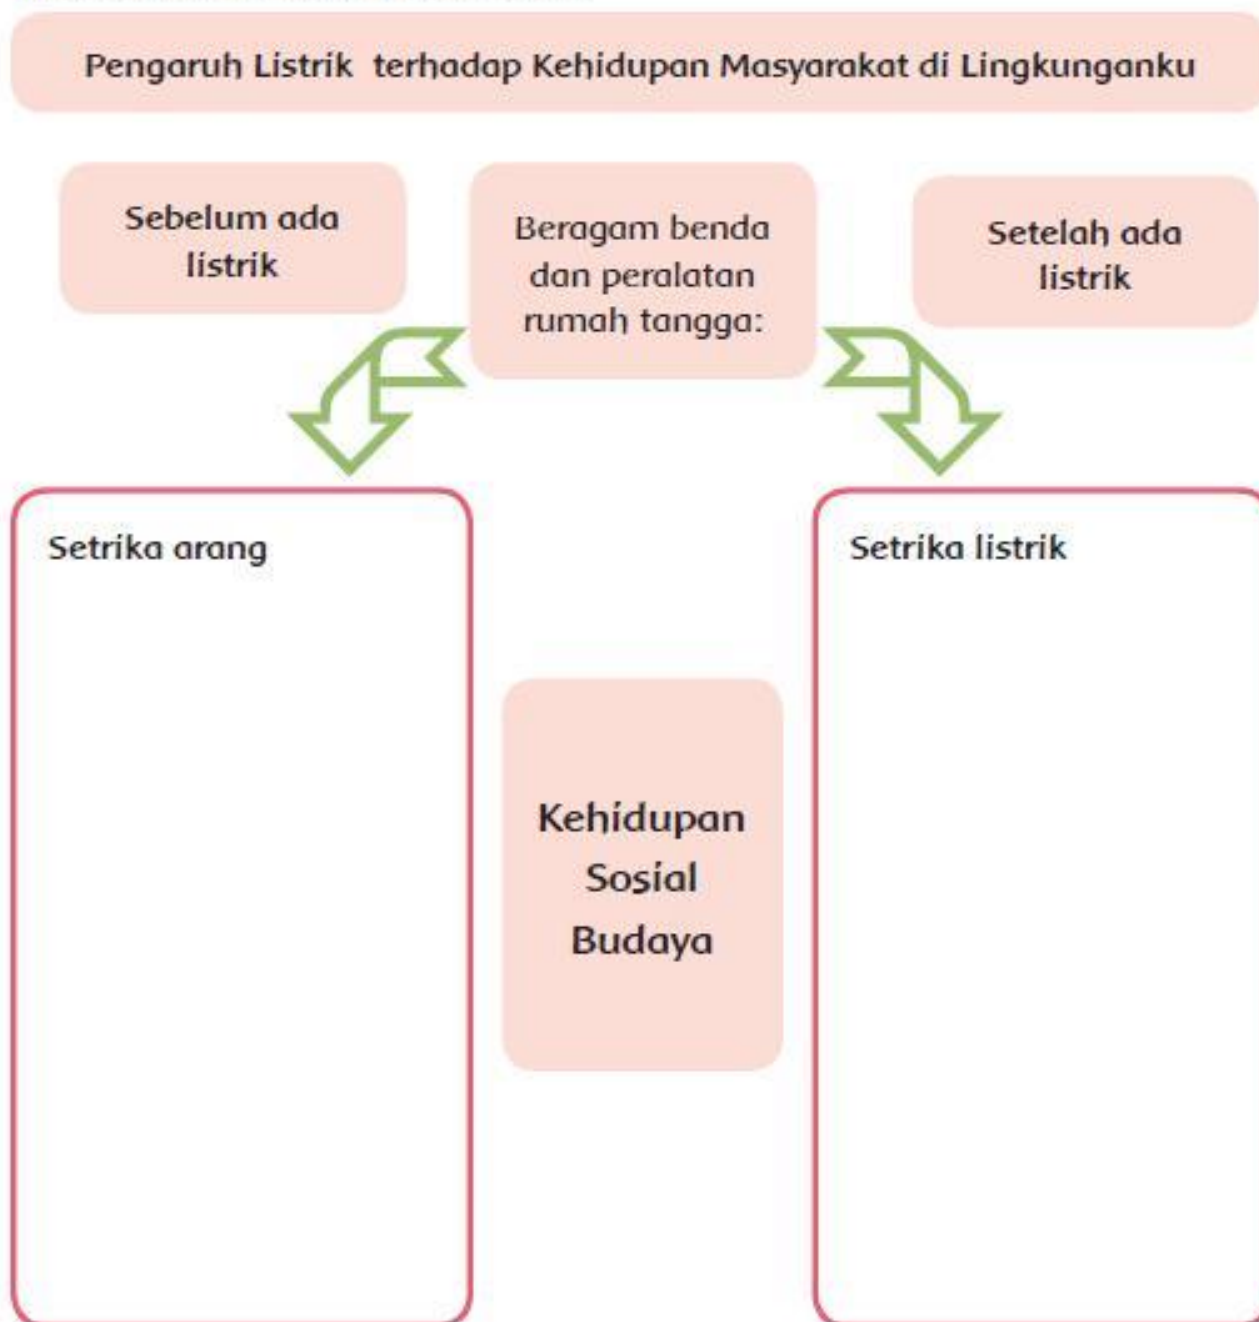 Pengaruh Listrik terhadap Kehidupan Masyarakat di Lingkunganku
Sebelum ada
listrik
Beragam benda
dan peralatan
rumah tangga:
Setelah ada
listrik
Setrika arang
Setrika listrik
Kehidupan
Sosial
Budaya